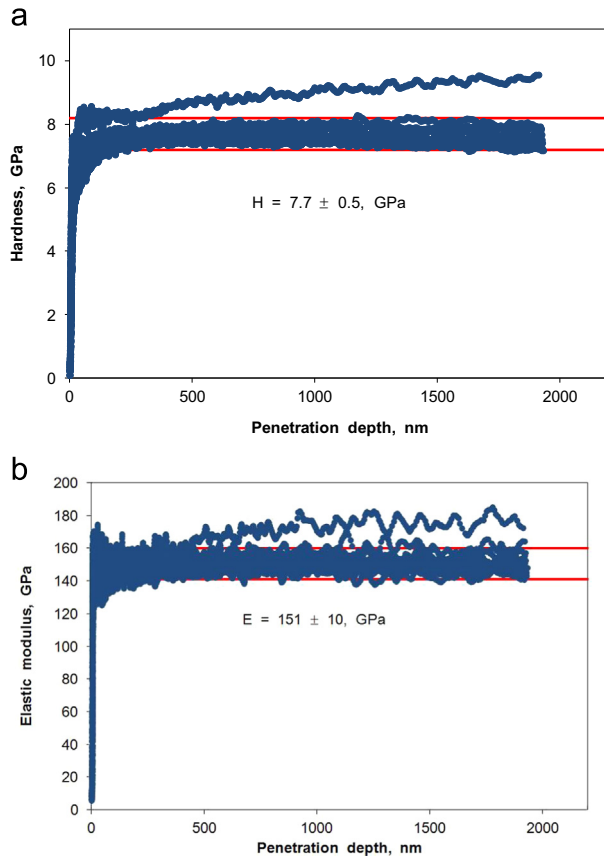 a
10
8
6
4
2
0
Hardness, GPa
H = 7.7 ± 0.5, GPa
0 500 1000 1500 2000
Penetration depth, nm
b
200
180
160
140
120
100
80
60
40
20
0
Elastic modulus, GPa
E = 151 ± 10, GPa
0 500 1000 1500 2000
Penetration depth, nm